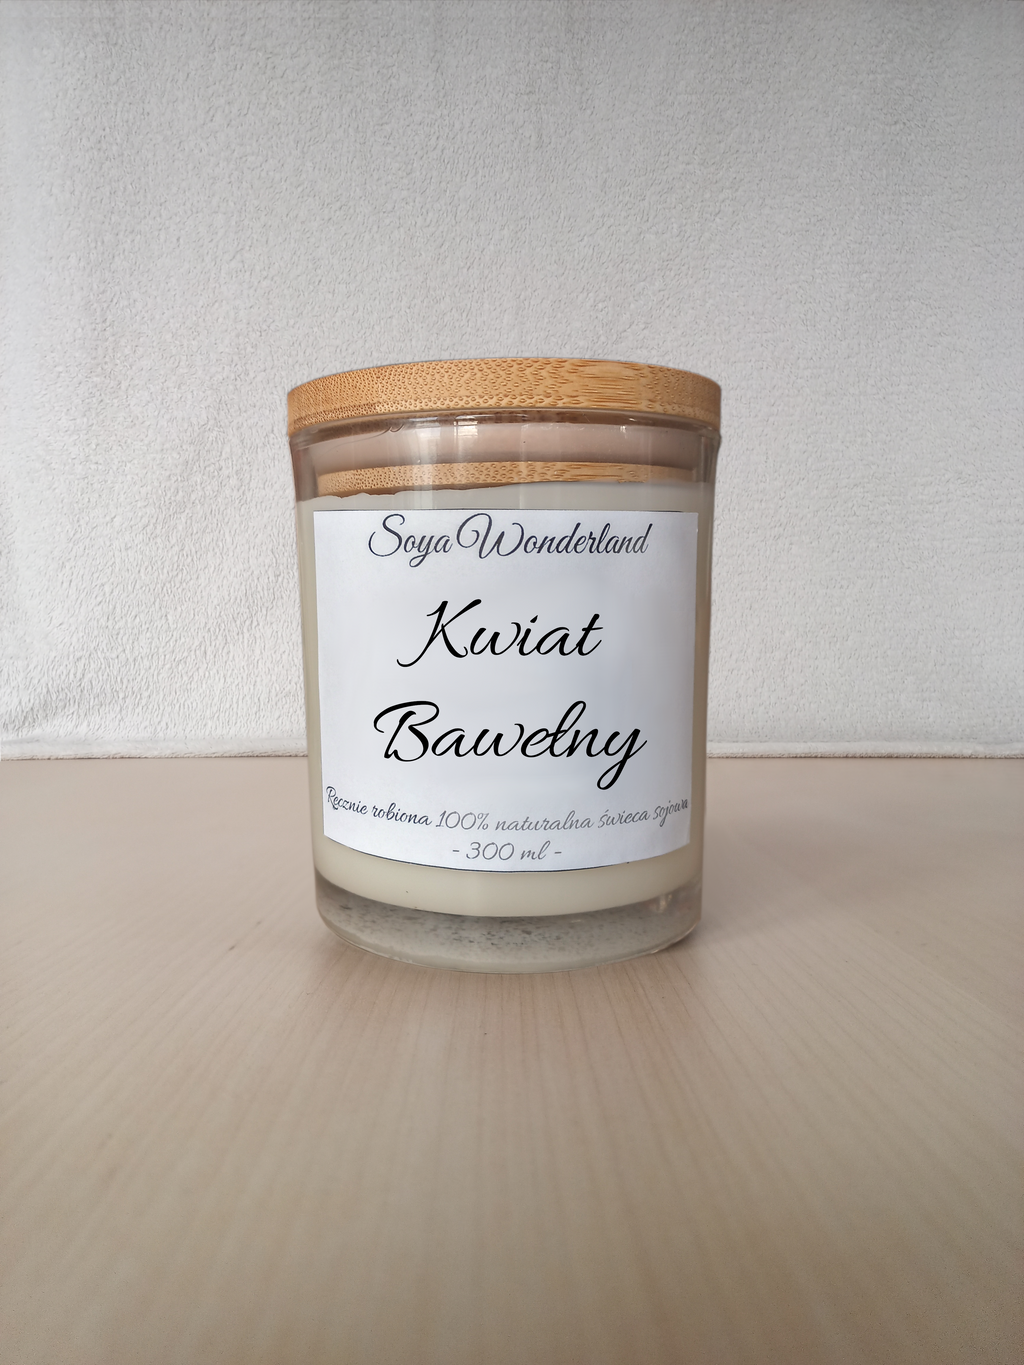 Soya Wonderland
Kwiat
Bawełny
Ręcznie robiona 100% naturalna świeca sojowa
- 300 ml -